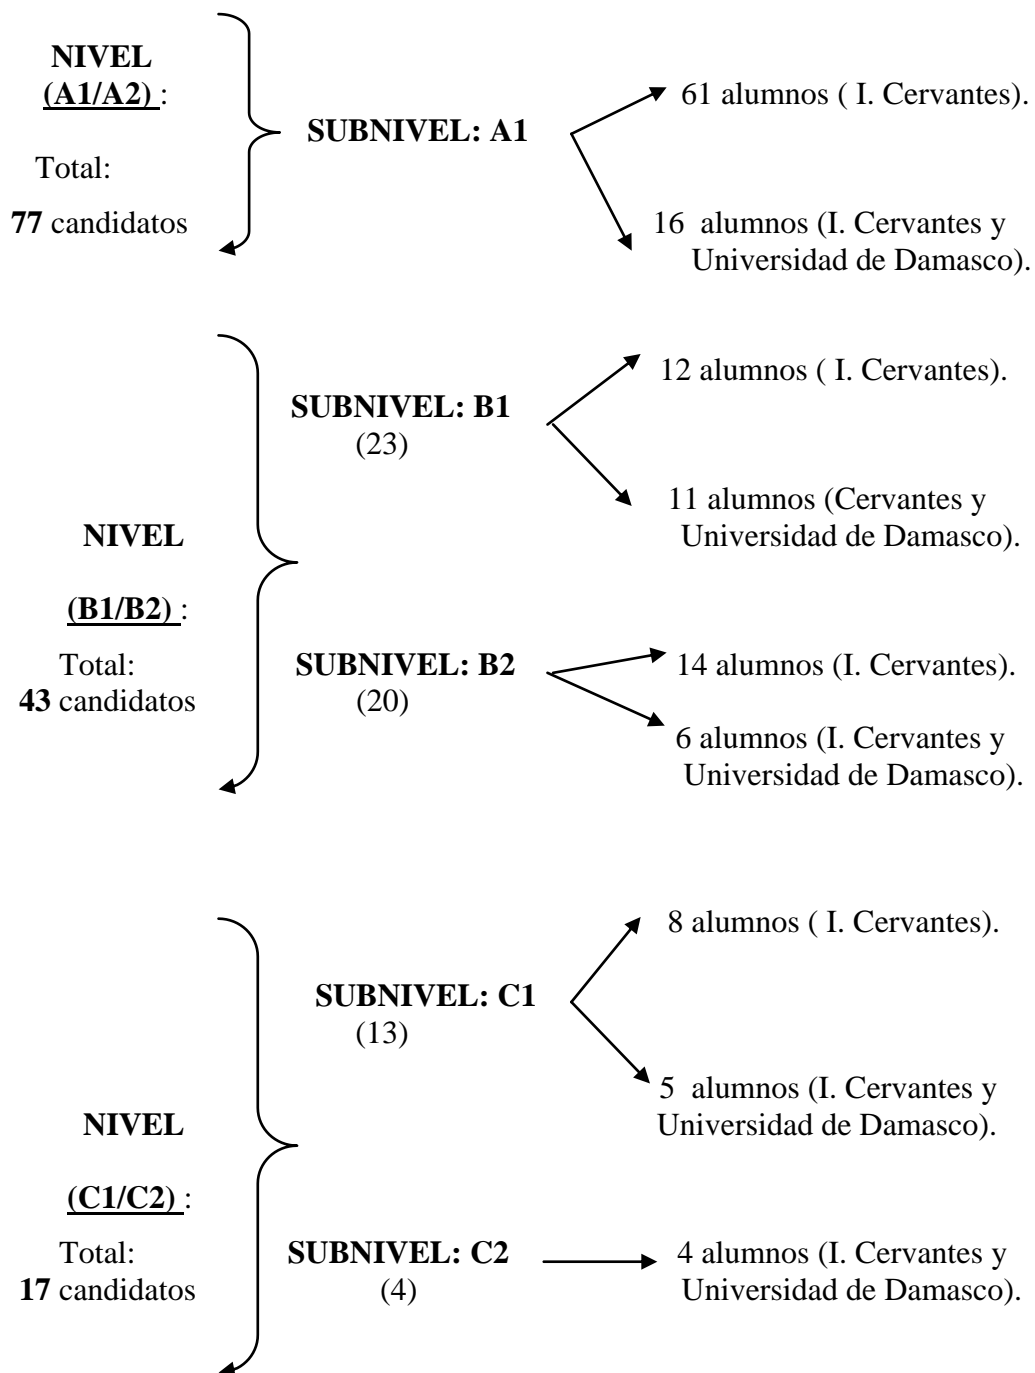 NIVEL
(A1/A2) :
Total:
77 candidatos
SUBNIVEL: A1
61 alumnos ( I. Cervantes).
16 alumnos (I. Cervantes y
Universidad de Damasco).
NIVEL
(B1/B2) :
Total:
43 candidatos
SUBNIVEL: B1
(23)
12 alumnos ( I. Cervantes).
11 alumnos (Cervantes y
Universidad de Damasco).
SUBNIVEL: B2
(20)
14 alumnos (I. Cervantes).
6 alumnos (I. Cervantes y
Universidad de Damasco).
NIVEL
(C1/C2) :
Total:
17 candidatos
SUBNIVEL: C1
(13)
8 alumnos ( I. Cervantes).
5 alumnos (I. Cervantes y
Universidad de Damasco).
SUBNIVEL: C2
(4)
4 alumnos (I. Cervantes y
Universidad de Damasco).